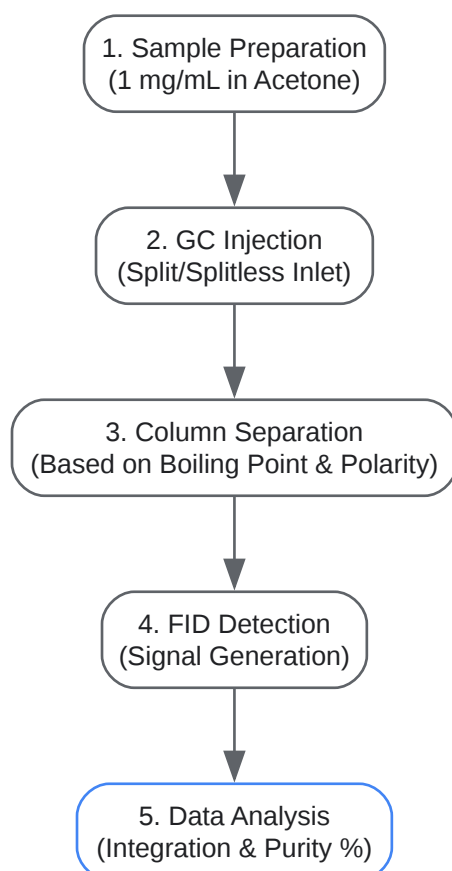 1. Sample Preparation
(1 mg/mL in Acetone)
2. GC Injection
(Split/Splitless Inlet)
3. Column Separation
(Based on Boiling Point & Polarity)
4. FID Detection
(Signal Generation)
5. Data Analysis
(Integration & Purity %)